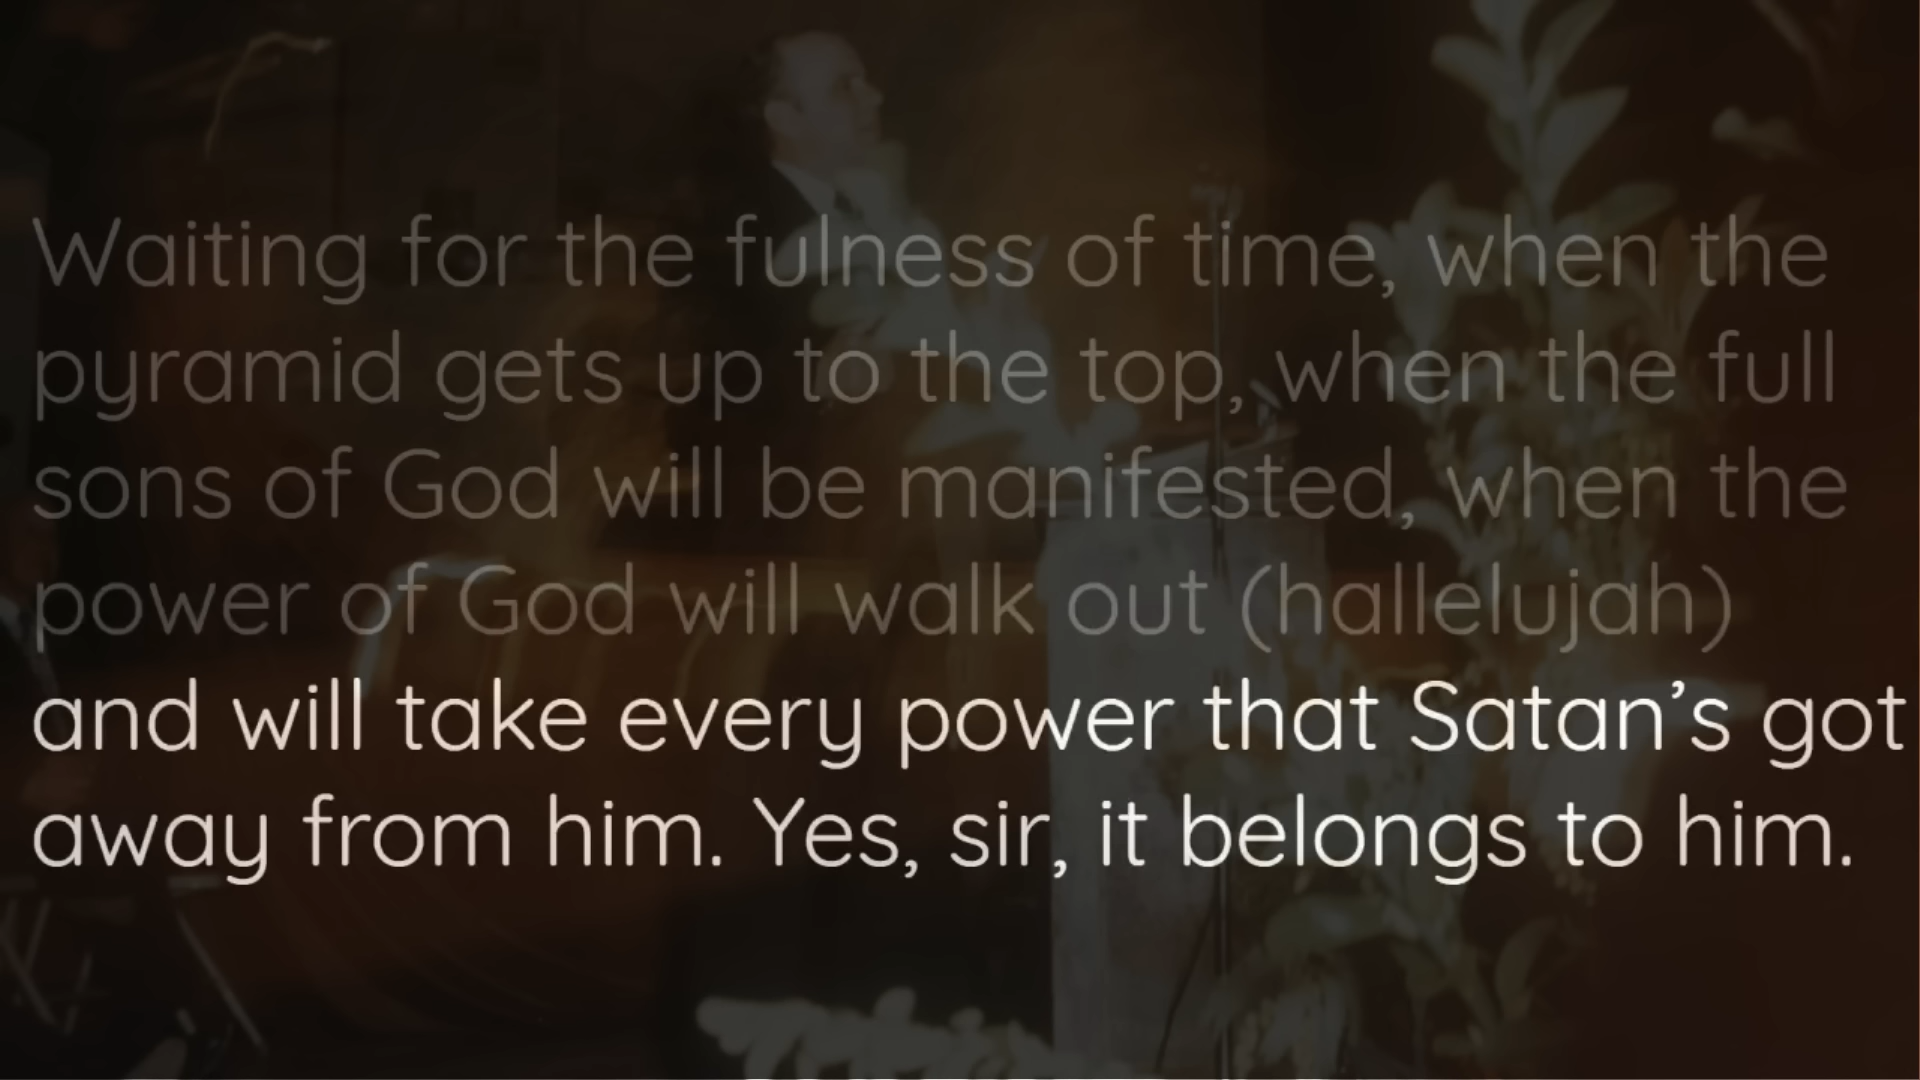 Waiting for the fulness of time, when the
pyramid gets up to the top, when the full
sons of God will be manifested, when the
power of God will walk out (hallelujah)
and will take every power that Satan’s got
away from him. Yes, sir, it belongs to him.